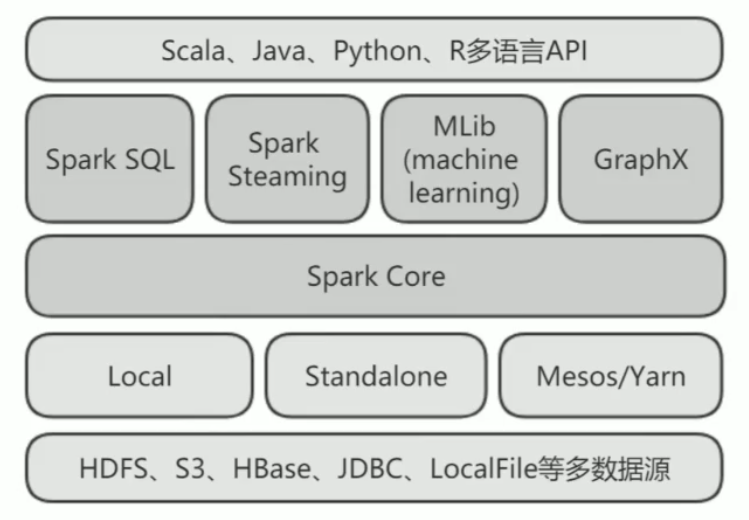 Scala、Java、Python、R多语言API
Spark SQL
Spark
Steaming
MLib
(machine
learning)
GraphX
Spark Core
Local
Standalone
Mesos/Yarn
HDFS、S3、HBase、JDBC、LocalFile等多数据源